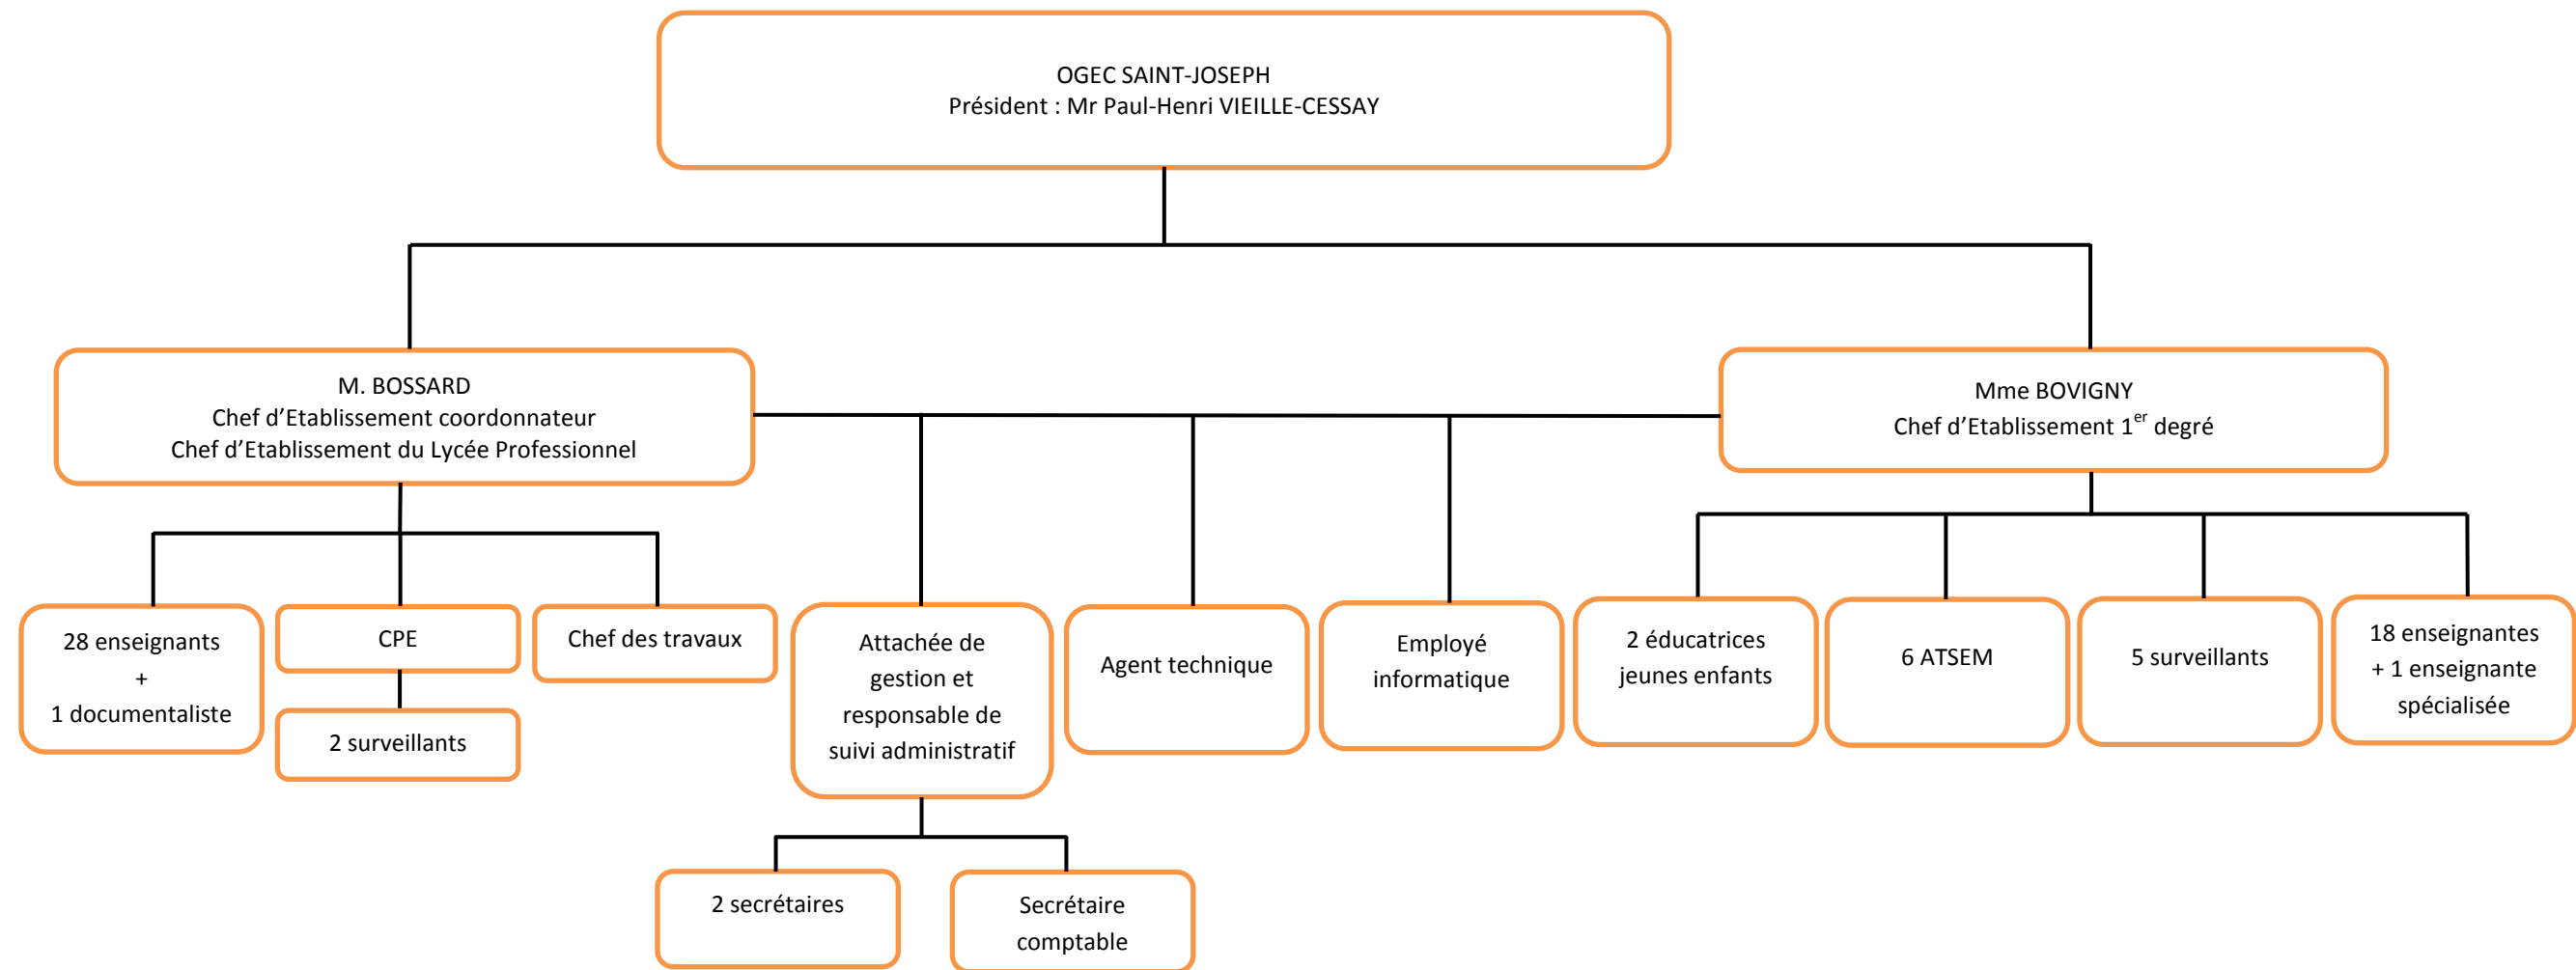 OGEC SAINT-JOSEPH
Président : Mr Paul-Henri VIEILLE-CESSAY
M. BOSSARD
Chef d’Etablissement coordonnateur
Chef d’Etablissement du Lycée Professionnel
Mme BOVIGNY
Chef d’Etablissement 1er degré
28 enseignants
+
1 documentaliste
CPE
2 surveillants
Chef des travaux
Attachée de
gestion et
responsable de
suivi administratif
Agent technique
Employé
informatique
2 éducatrices
jeunes enfants
6 ATSEM
5 surveillants
18 enseignantes
+ 1 enseignante
spécialisée
2 secrétaires
Secrétaire
comptable